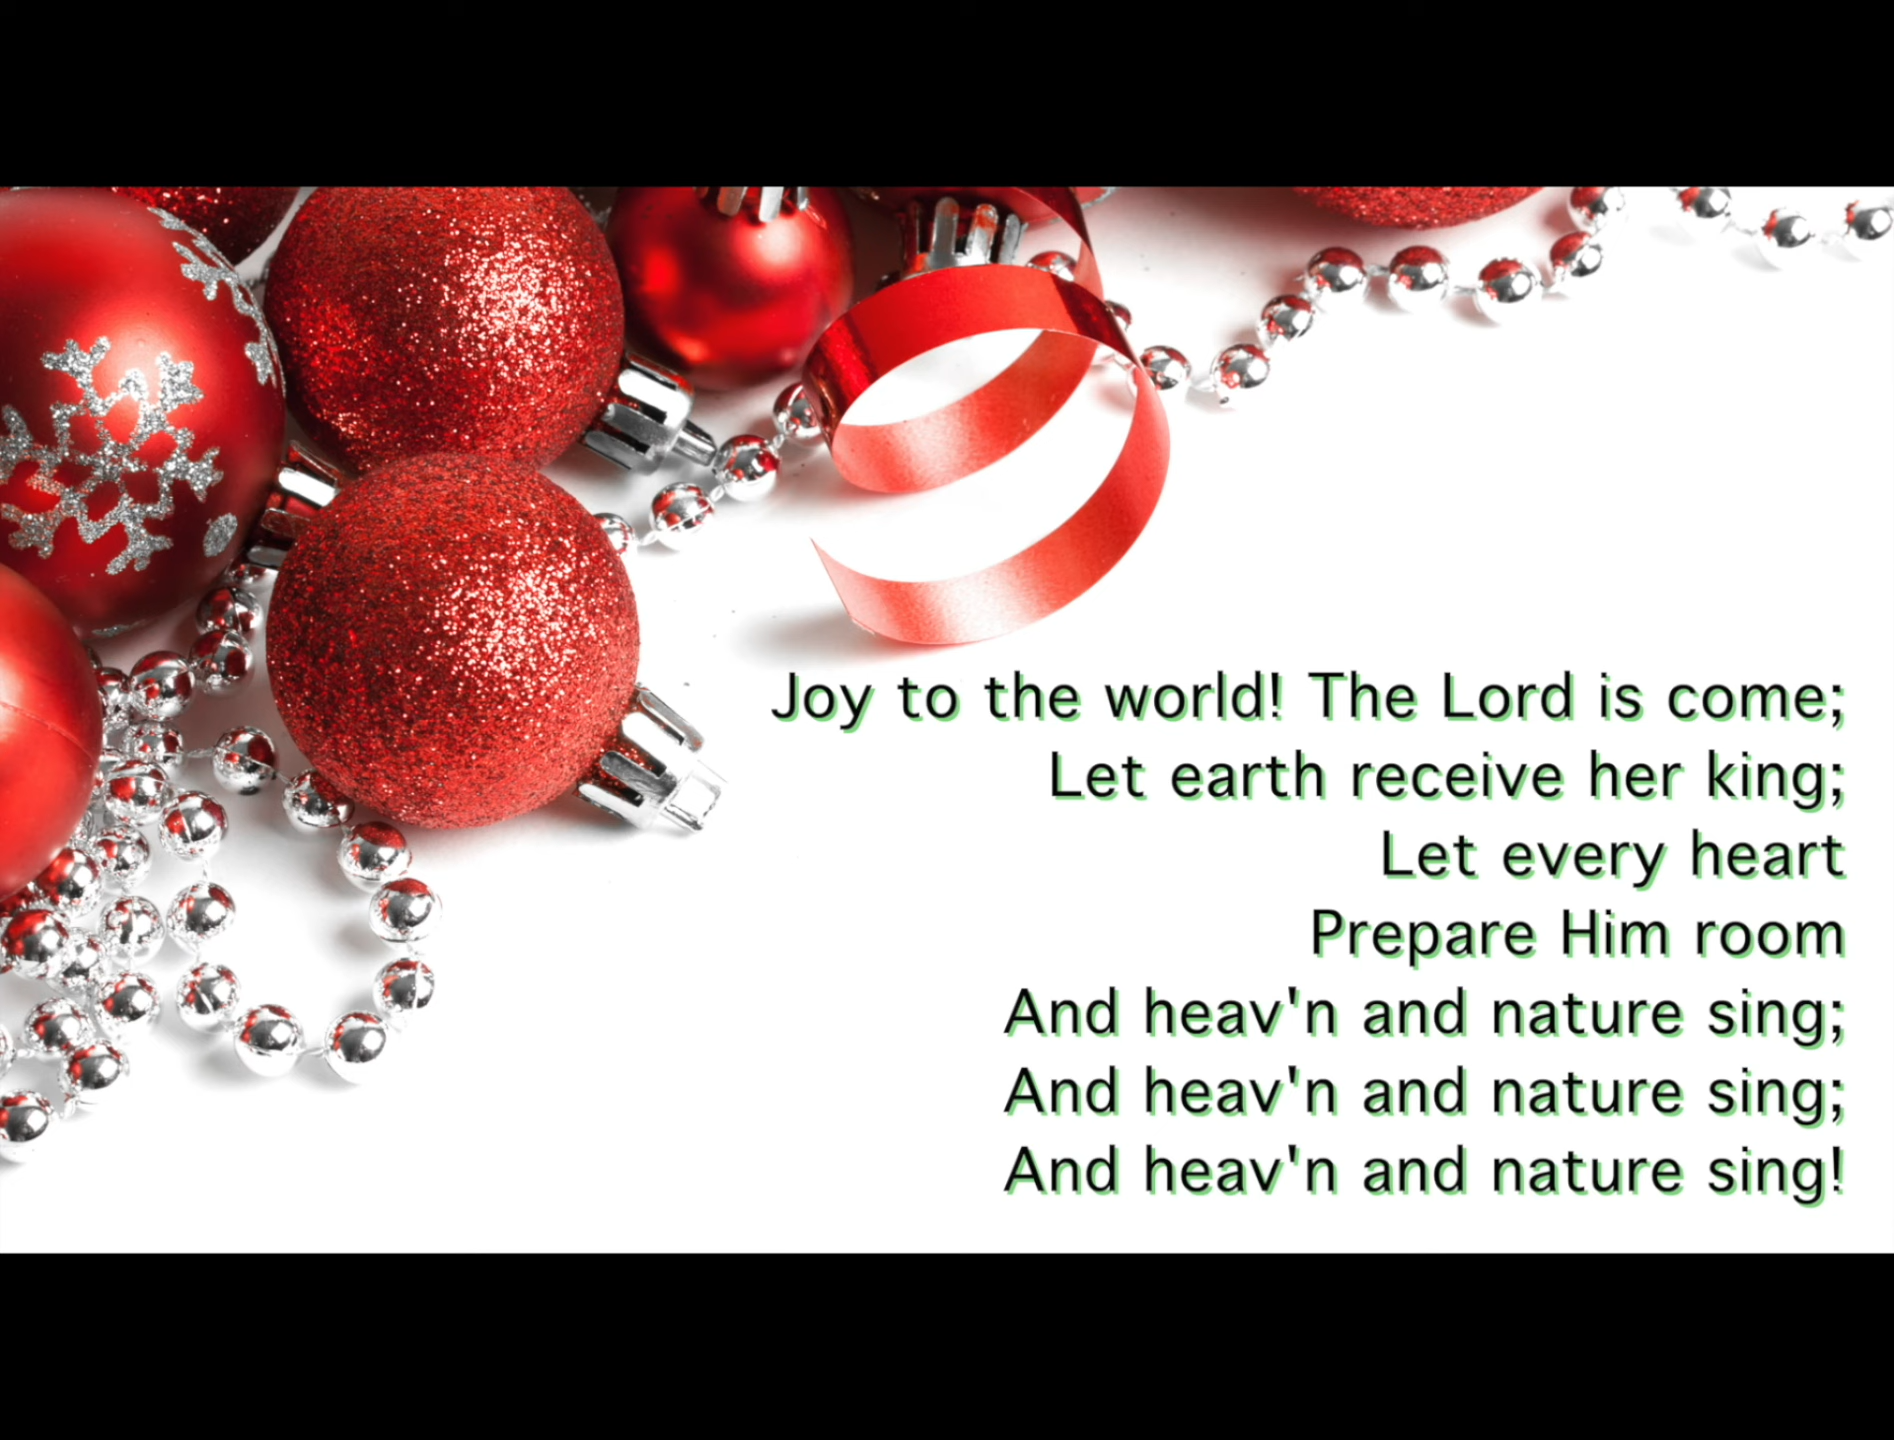 Joy to the world! The Lord is come;
Let earth receive her king;
Let every heart
Prepare Him room
And heav'n and nature sing;
And heav'n and nature sing;
And heav'n and nature sing!